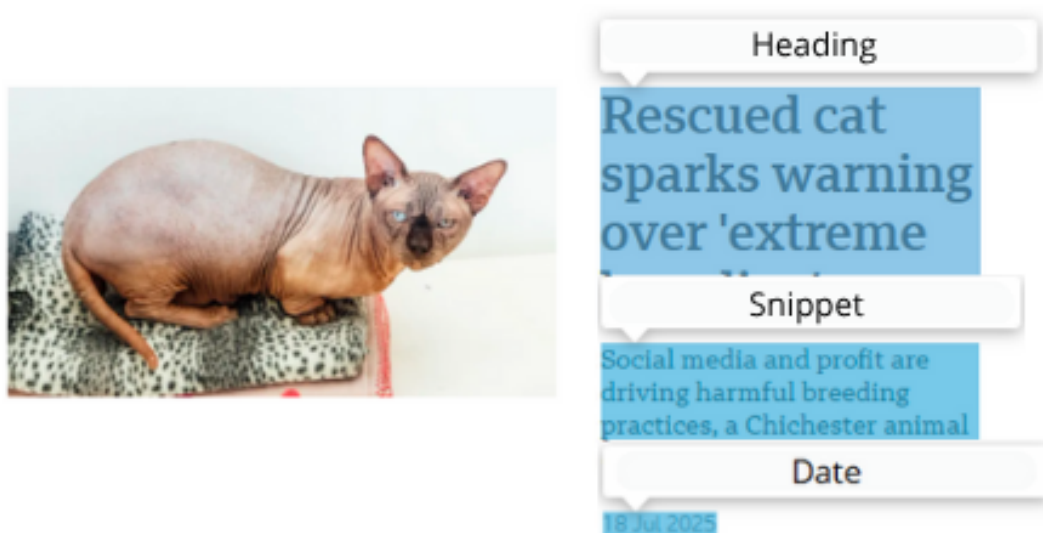 Heading
Rescued cat
sparks warning
over 'extreme
Snippet
Social media and profit are
driving harmful breeding
practices, a Chichester animal
Date
18 Jul 2025